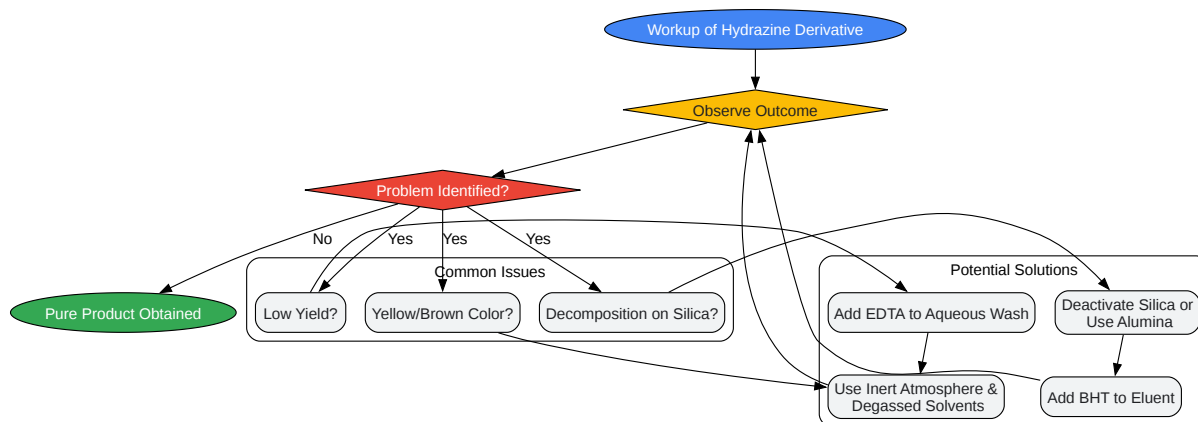 Workup of Hydrazine Derivative
Observe Outcome
Problem Identified?
No
Yes
Yes
Yes
Common Issues
Potential Solutions
Pure Product Obtained
Low Yield?
Yellow/Brown Color?
Decomposition on Silica?
Add EDTA to Aqueous Wash
Deactivate Silica or
Use Alumina
Use Inert Atmosphere &
Degassed Solvents
Add BHT to Eluent